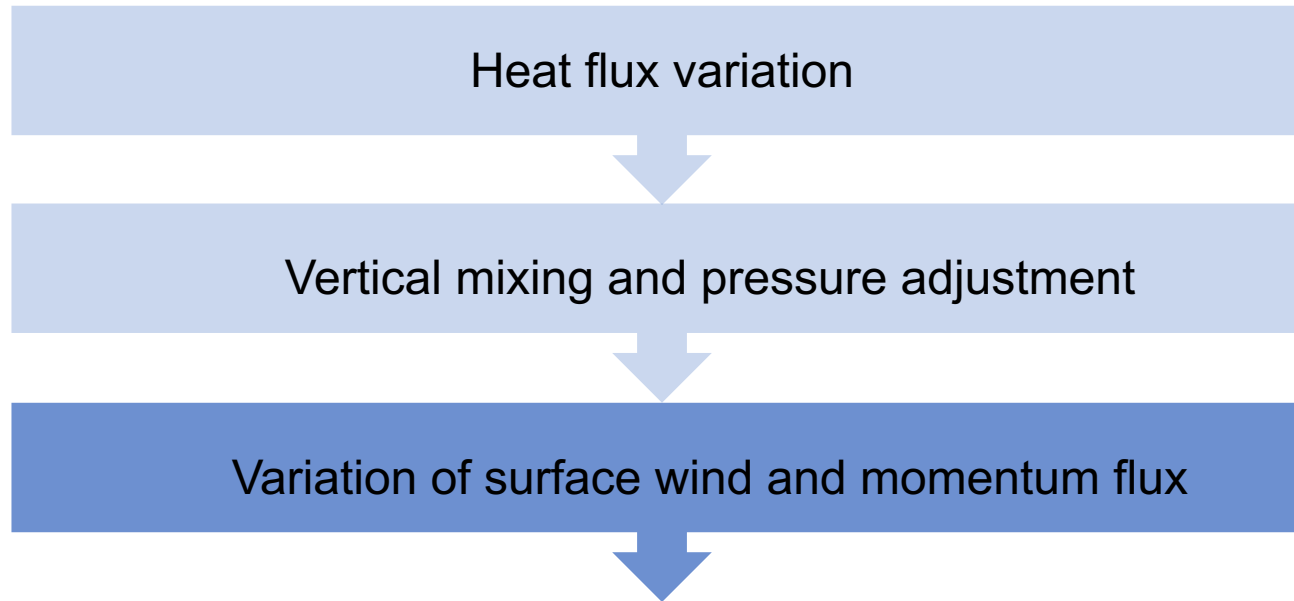 Heat flux variation
Vertical mixing and pressure adjustment
Variation of surface wind and momentum flux